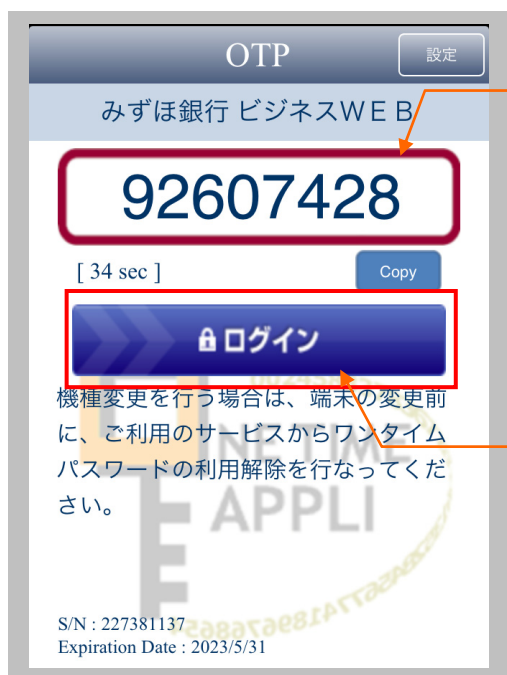 OTP
設定
みずほ銀行 ビジネスＷＥＢ
92607428
[ 34 sec ]
Copy
ログイン
機種変更を行う場合は、端末の変更前
に、ご利用のサービスからワンタイム
パスワードの利用解除を行なってくだ
さい。
APPLI
S/N : 227381137
Expiration Date : 2023/5/31